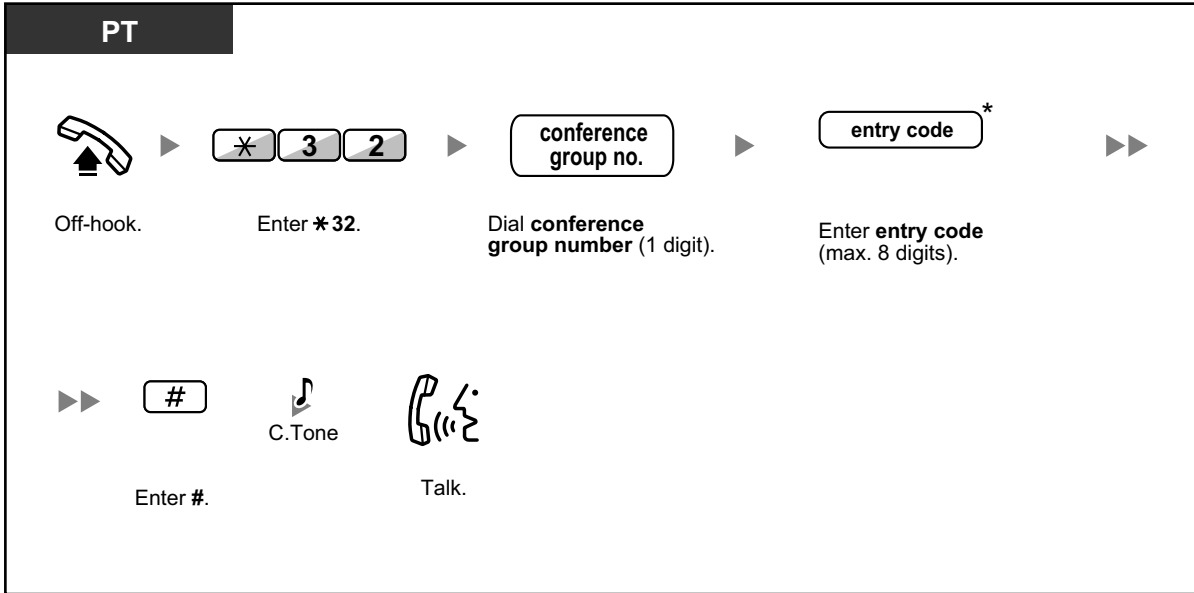 PT
* 3 2
conference
group no.
entry code *
Off-hook.
Enter *32.
Dial conference
group number (1 digit).
Enter entry code
(max. 8 digits).
#
C.Tone
Enter #.
Talk.